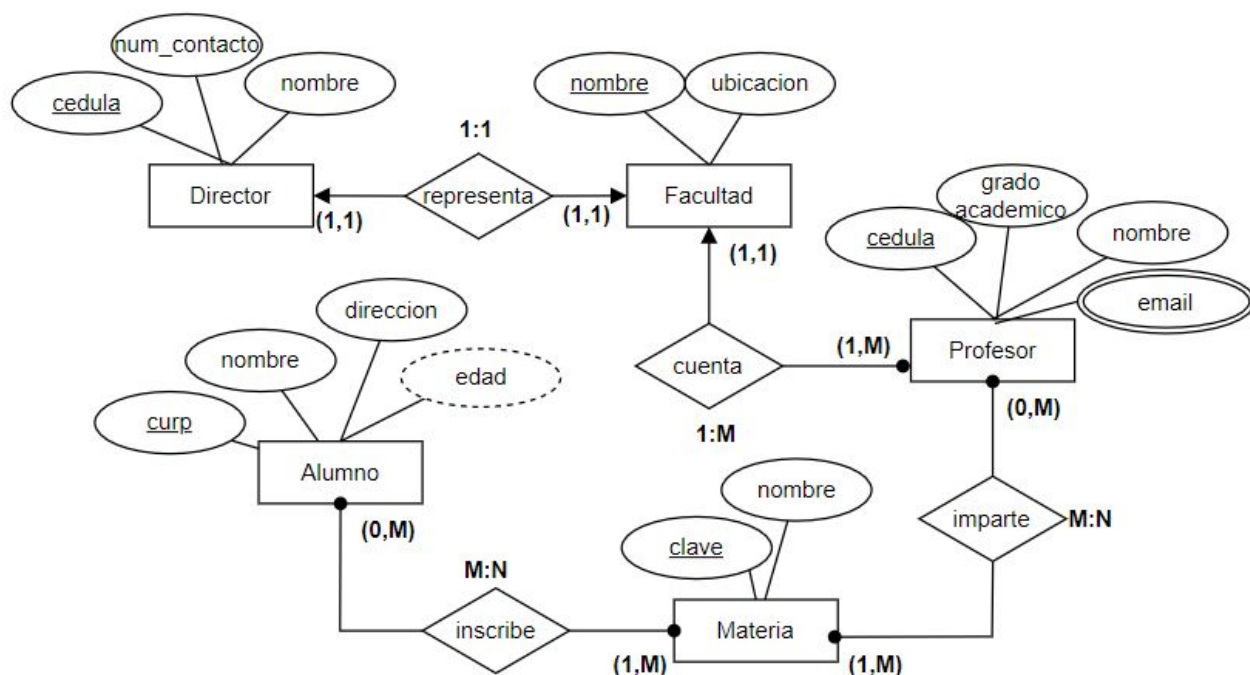 num_contacto
cedula
nombre
nombre
ubicacion
1:1
Director
representa
Facultad
(1,1)
(1,1)
(1,1)
grado
academico
cedula
nombre
email
direccion
nombre
edad
curp
Alumno
cuenta
(1,M)
Profesor
1:M
(0,M)
(0,M)
nombre
clave
imparte
M:N
M:N
inscribe
Materia
(1,M)
(1,M)